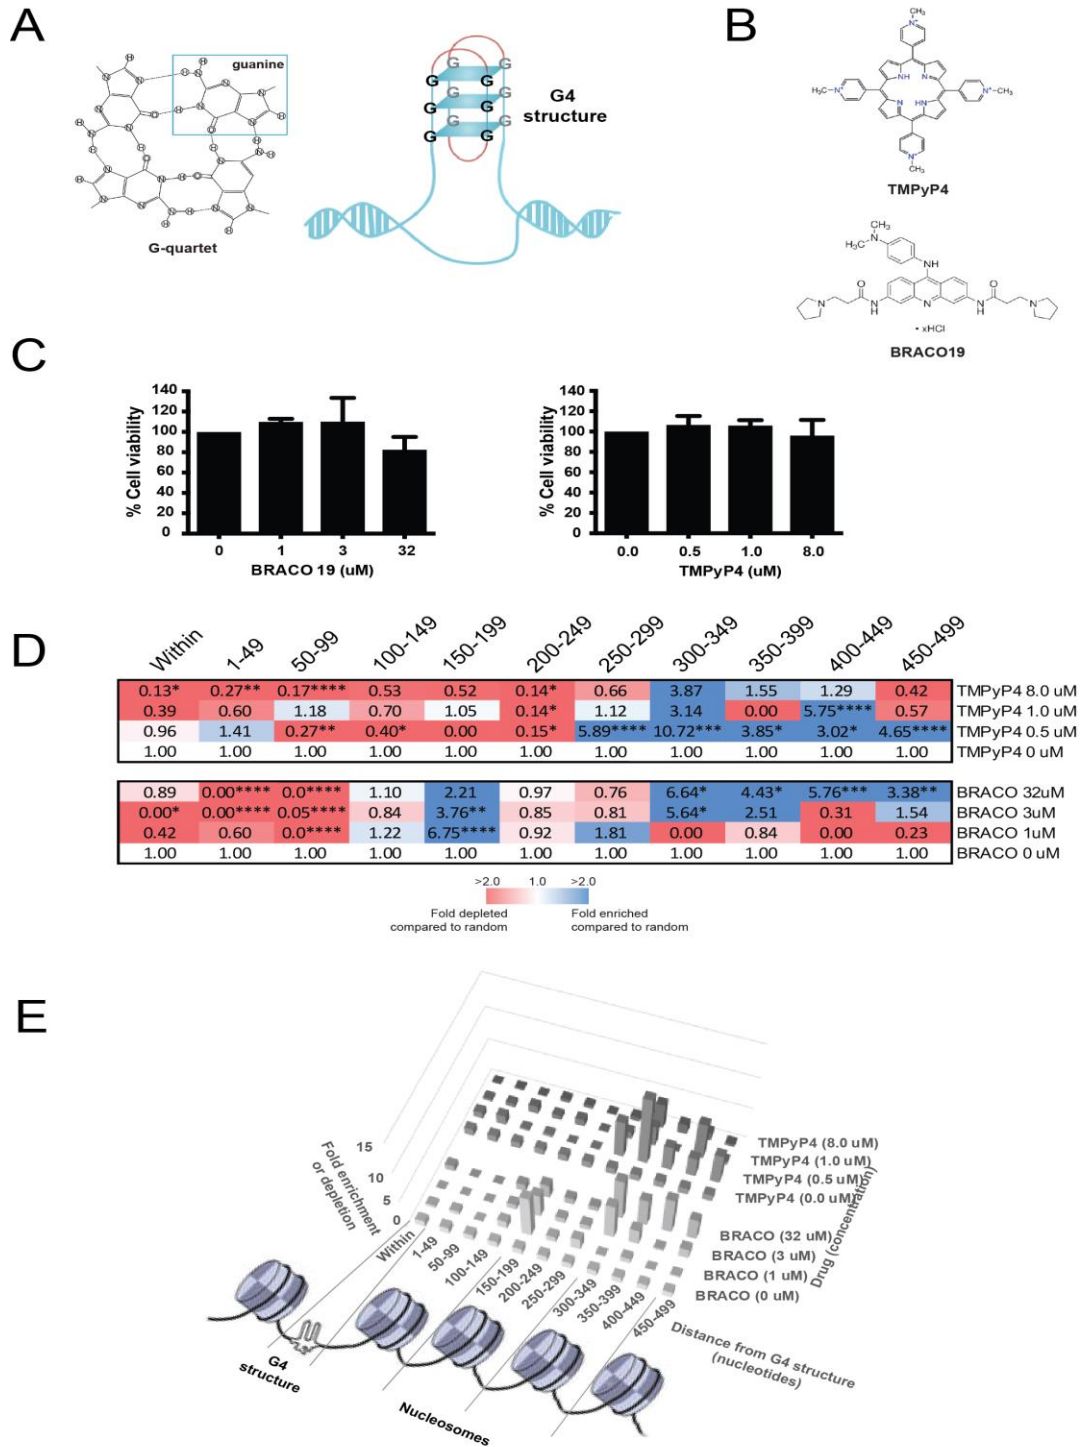 A
guanine
G-quartet
G G
G G G
G G G
G G
G4
structure
B
CH₃
N⁺
NH N
H₃C N⁺
N⁺ CH₃
N HN
N⁺
CH₃
TMPyP4
CH₃
H₃C N
NH
O O
N N
N H N N H
• xHCl
BRACO19
C
% Cell viability
140
120
100
80
60
40
20
0
0 1 3 32
BRACO 19 (uM)
% Cell viability
140
120
100
80
60
40
20
0
0.0 0.5 1.0 8.0
TMPyP4 (uM)
D
Within 1-49 50-99 100-149 150-199 200-249 250-299 300-349 350-399 400-449 450-499
0.13* 0.27** 0.17**** 0.53 0.52 0.14* 0.66 3.87 1.55 1.29 0.42 TMPyP4 8.0 uM
0.39 0.60 1.18 0.70 1.05 0.14* 1.12 3.14 0.00 5.75**** 0.57 TMPyP4 1.0 uM
0.96 1.41 0.27** 0.40* 0.00 0.15* 5.89**** 10.72*** 3.85* 3.02* 4.65**** TMPyP4 0.5 uM
1.00 1.00 1.00 1.00 1.00 1.00 1.00 1.00 1.00 1.00 1.00 TMPyP4 0 uM
0.89 0.00**** 0.0**** 1.10 2.21 0.97 0.76 6.64* 4.43* 5.76*** 3.38** BRACO 32uM
0.00* 0.00**** 0.05**** 0.84 3.76** 0.85 0.81 5.64* 2.51 0.31 1.54 BRACO 3uM
0.42 0.60 0.0**** 1.22 6.75**** 0.92 1.81 0.00 0.84 0.00 0.23 BRACO 1uM
1.00 1.00 1.00 1.00 1.00 1.00 1.00 1.00 1.00 1.00 1.00 BRACO 0 uM
>2.0 1.0 >2.0
Fold depleted
compared to random
Fold enriched
compared to random
E
Fold enrichment
or depletion
15
10
5
0
Within
1-49
50-99
100-149
150-199
200-249
250-299
300-349
350-399
400-449
450-499
TMPyP4 (8.0 uM)
TMPyP4 (1.0 uM)
TMPyP4 (0.5 uM)
TMPyP4 (0.0 uM)
BRACO (32 uM)
BRACO (3 uM)
BRACO (1 uM)
BRACO (0 uM)
Drug (concentration)
Distance from G4 structure
(nucleotides)
G4
structure
Nucleosomes